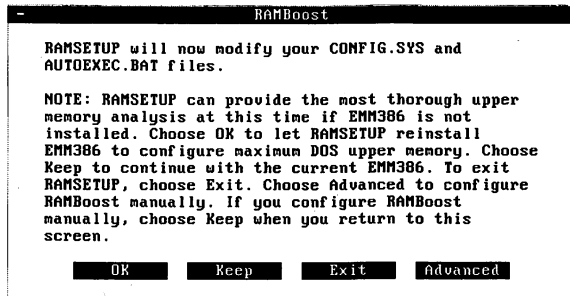 RAMBoost
RAMSETUP will now modify your CONFIG.SYS and
AUTOEXEC.BAT files.
NOTE: RAMSETUP can provide the most thorough upper
memory analysis at this time if EMM386 is not
installed. Choose OK to let RAMSETUP reinstall
EMM386 to configure maximum DOS upper memory. Choose
Keep to continue with the current EMM386. To exit
RAMSETUP, choose Exit. Choose Advanced to configure
RAMBoost manually. If you configure RAMBoost
manually, choose Keep when you return to this
screen.
OK Keep Exit Advanced